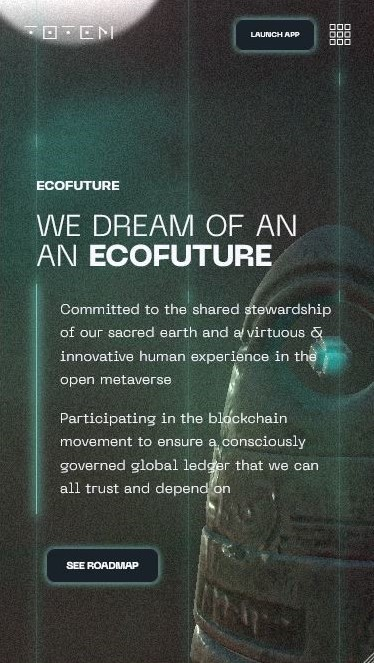 TOTEM
LAUNCH APP
ECOFUTURE
WE DREAM OF AN
AN ECOFUTURE
Committed to the shared stewardship
of our sacred earth and a virtuous &
innovative human experience in the
open metaverse
Participating in the blockchain
movement to ensure a consciously
governed global ledger that we can
all trust and depend on
SEE ROADMAP